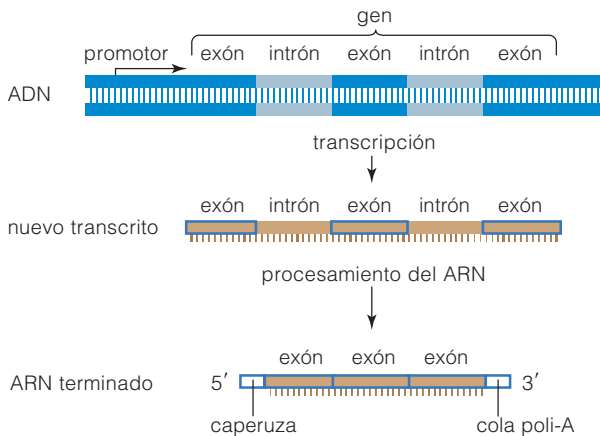 gen
promotor exón intrón exón intrón exón
ADN
transcripción
exón intrón exón intrón exón
nuevo transcrito
procesamiento del ARN
exón exón exón
ARN terminado 5′ 3′
caperuza cola poli-A